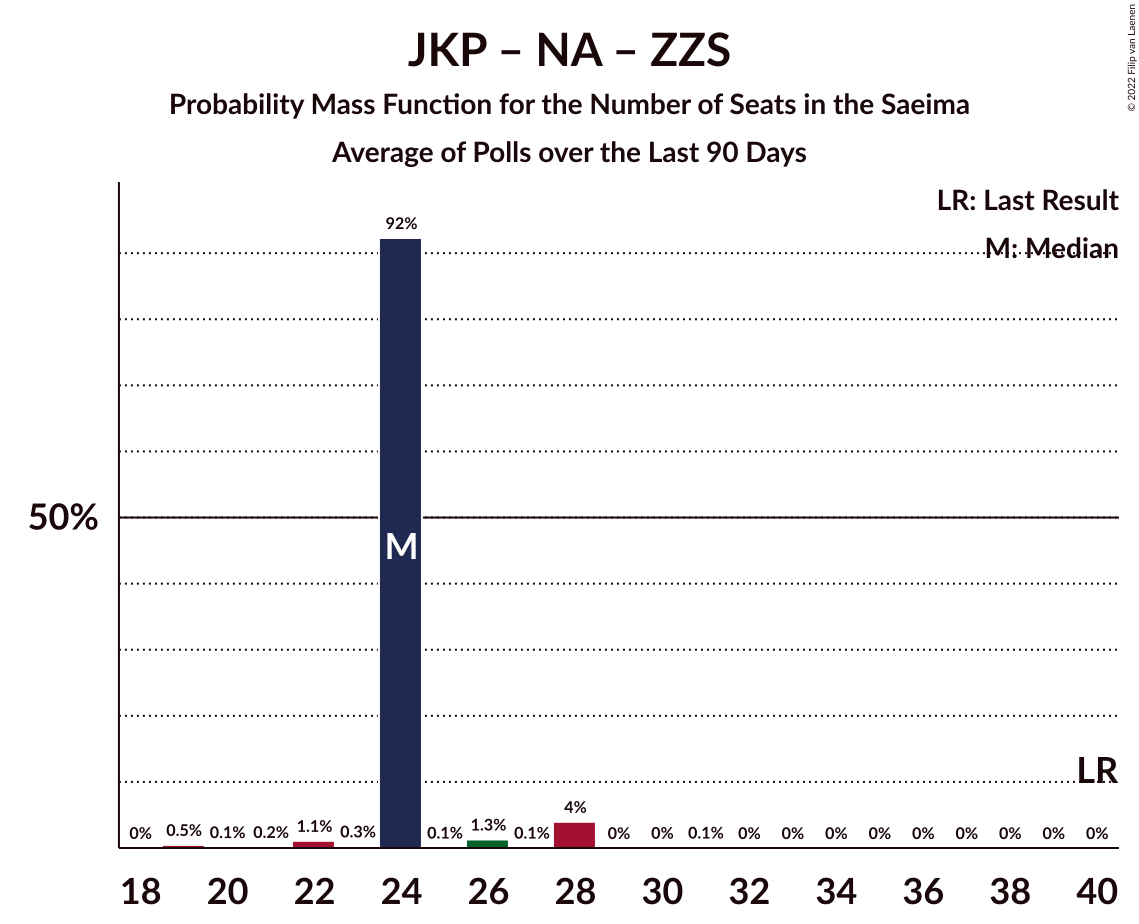 JKP – NA – ZZS
Probability Mass Function for the Number of Seats in the Saeima
Average of Polls over the Last 90 Days
© 2022 Filip van Laenen
LR: Last Result
M: Median
92%
50%
M
LR
0% 0.5% 0.1% 0.2% 1.1% 0.3% 0.1% 1.3% 0.1% 4% 0% 0% 0.1% 0% 0% 0% 0% 0% 0% 0% 0% 0%
18 20 22 24 26 28 30 32 34 36 38 40